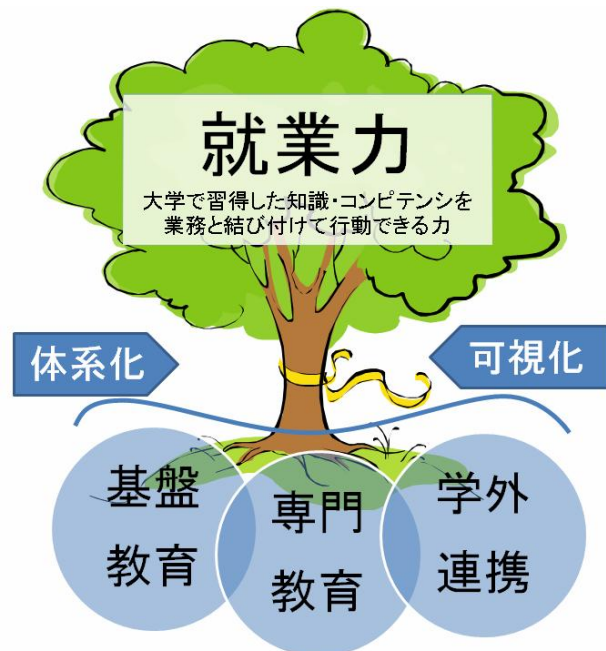 就業力
大学で習得した知識・コンピテンシを
業務と結び付けて行動できる力
体系化
可視化
基盤
教育
専門
教育
学外
連携